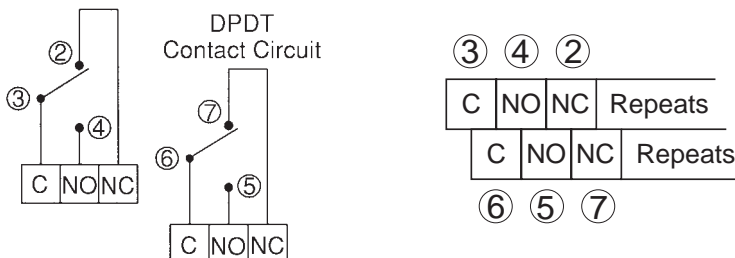 DPDT
Contact Circuit
②
③
④
C NO NC
⑦
⑥
⑤
C NO NC
③ ④ ②
C NO NC Repeats
C NO NC Repeats
⑥ ⑤ ⑦